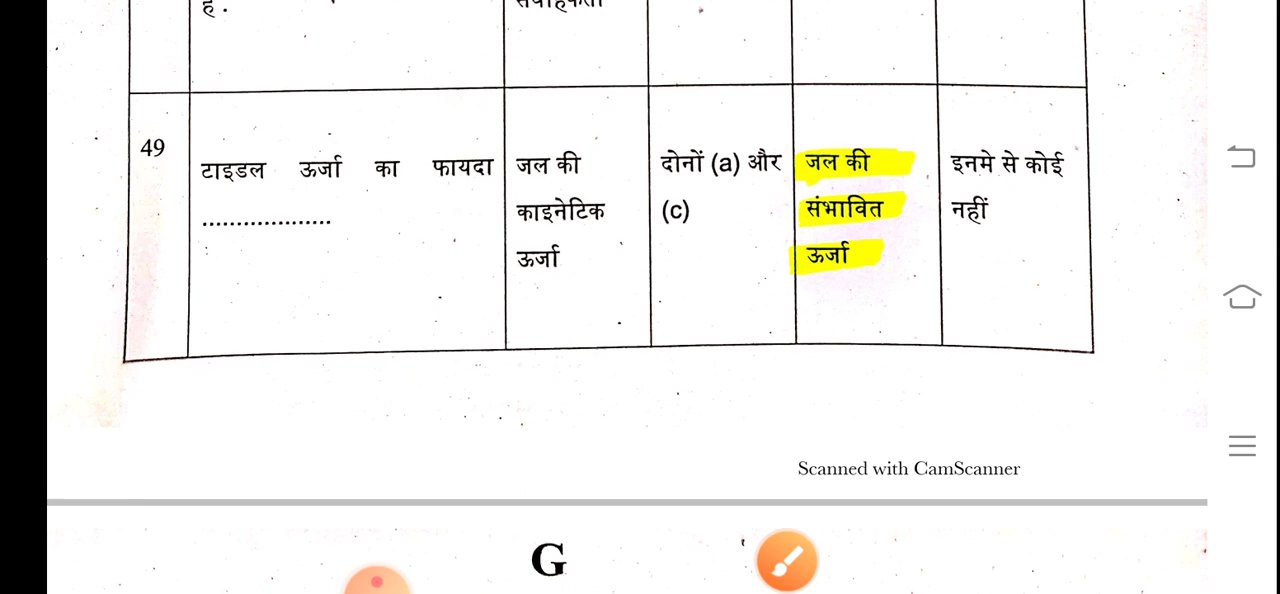 है.
49
टाइडल ऊर्जा का फायदा
...................
जल की
काइनेटिक
ऊर्जा
दोनों (a) और
(c)
जल की
संभावित
ऊर्जा
इनमे से कोई
नहीं
Scanned with CamScanner
G